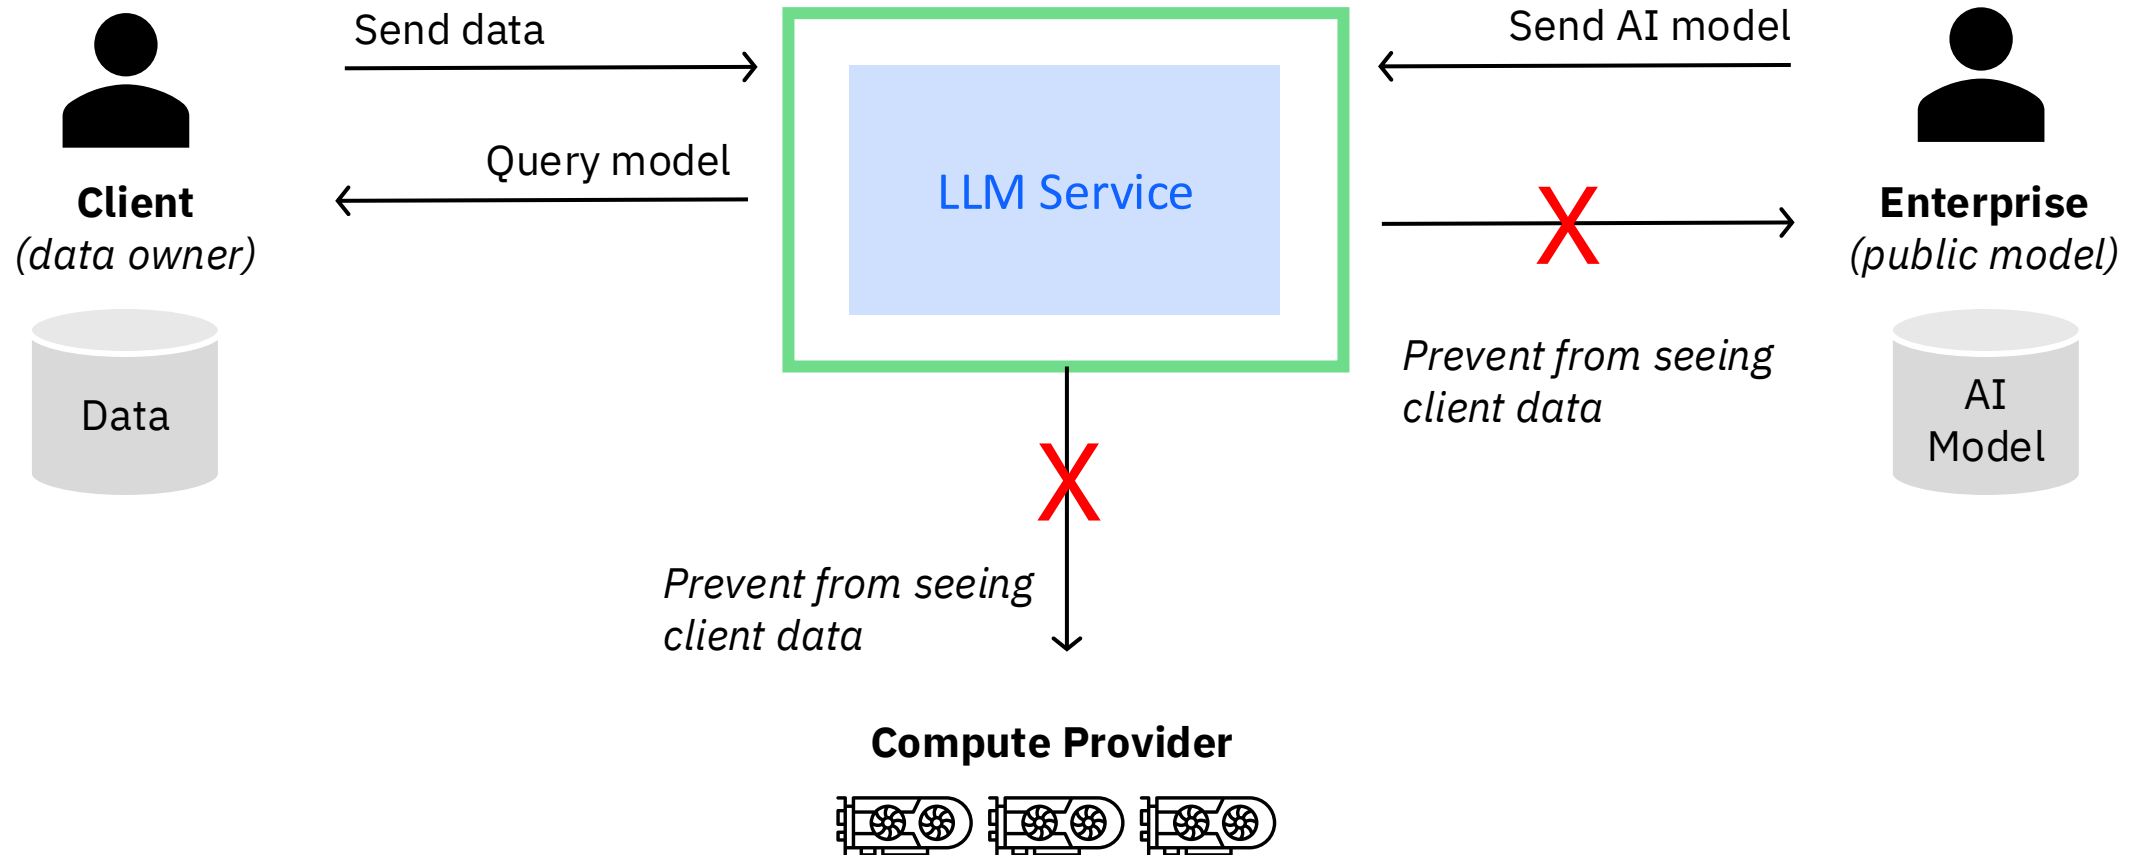 Send data
Send AI model
Query model
LLM Service
X
Client
(data owner)
Enterprise
(public model)
Prevent from seeing
client data
Data
AI
Model
X
Prevent from seeing
client data
Compute Provider